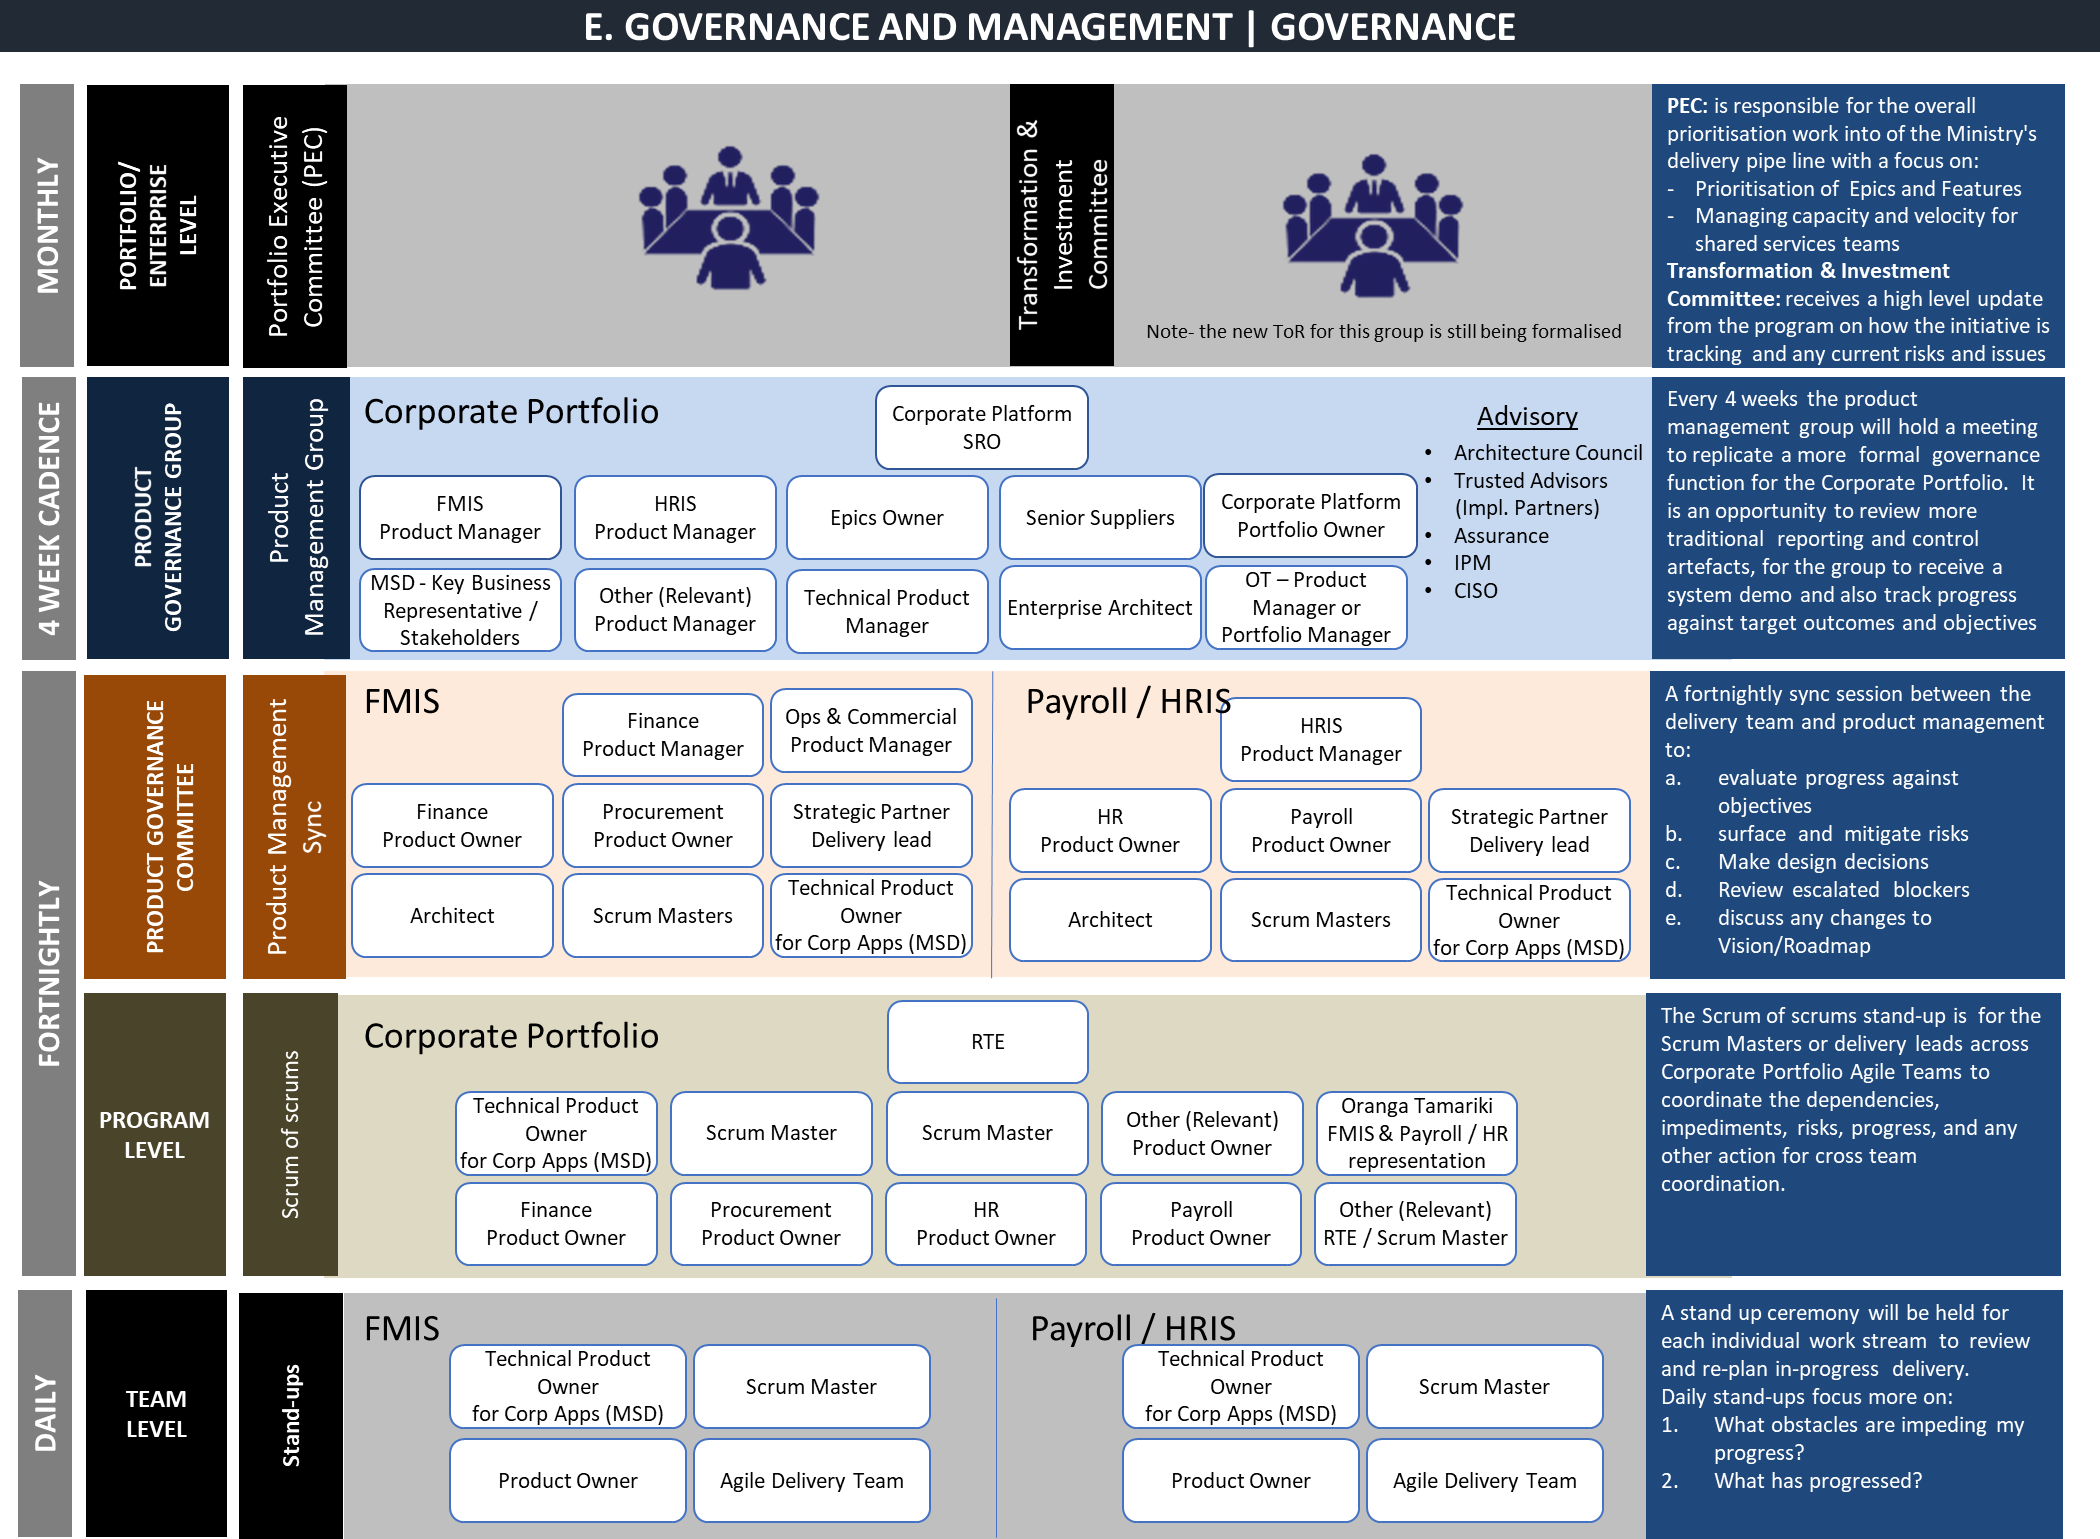 E. GOVERNANCE AND MANAGEMENT | GOVERNANCE
MONTHLY
PORTFOLIO/
ENTERPRISE
LEVEL
Portfolio Executive
Committee (PEC)
Transformation &
Investment
Committee
Note- the new ToR for this group is still being formalised
PEC: is responsible for the overall
prioritisation work into of the Ministry's
delivery pipe line with a focus on:
- Prioritisation of Epics and Features
- Managing capacity and velocity for
shared services teams
Transformation & Investment
Committee: receives a high level update
from the program on how the initiative is
tracking and any current risks and issues
4 WEEK CADENCE
PRODUCT
GOVERNANCE GROUP
Product
Management Group
Corporate Portfolio
Corporate Platform
SRO
FMIS
Product Manager
HRIS
Product Manager
Epics Owner
Senior Suppliers
Corporate Platform
Portfolio Owner
MSD - Key Business
Representative /
Stakeholders
Other (Relevant)
Product Manager
Technical Product
Manager
Enterprise Architect
OT – Product
Manager or
Portfolio Manager
Advisory
• Architecture Council
• Trusted Advisors
(Impl. Partners)
• Assurance
• IPM
• CISO
Every 4 weeks the product
management group will hold a meeting
to replicate a more formal governance
function for the Corporate Portfolio. It
is an opportunity to review more
traditional reporting and control
artefacts, for the group to receive a
system demo and also track progress
against target outcomes and objectives
FORTNIGHTLY
PRODUCT GOVERNANCE
COMMITTEE
Product Management
Sync
FMIS
Finance
Product Manager
Ops & Commercial
Product Manager
Finance
Product Owner
Procurement
Product Owner
Strategic Partner
Delivery lead
Architect
Scrum Masters
Technical Product
Owner
for Corp Apps (MSD)
Payroll / HRIS
HRIS
Product Manager
HR
Product Owner
Payroll
Product Owner
Strategic Partner
Delivery lead
Architect
Scrum Masters
Technical Product
Owner
for Corp Apps (MSD)
A fortnightly sync session between the
delivery team and product management
to:
a. evaluate progress against
objectives
b. surface and mitigate risks
c. Make design decisions
d. Review escalated blockers
e. discuss any changes to
Vision/Roadmap
PROGRAM
LEVEL
Scrum of scrums
Corporate Portfolio
RTE
Technical Product
Owner
for Corp Apps (MSD)
Scrum Master
Scrum Master
Other (Relevant)
Product Owner
Oranga Tamariki
FMIS & Payroll / HR
representation
Finance
Product Owner
Procurement
Product Owner
HR
Product Owner
Payroll
Product Owner
Other (Relevant)
RTE / Scrum Master
The Scrum of scrums stand-up is for the
Scrum Masters or delivery leads across
Corporate Portfolio Agile Teams to
coordinate the dependencies,
impediments, risks, progress, and any
other action for cross team
coordination.
DAILY
TEAM
LEVEL
Stand-ups
FMIS
Technical Product
Owner
for Corp Apps (MSD)
Scrum Master
Product Owner
Agile Delivery Team
Payroll / HRIS
Technical Product
Owner
for Corp Apps (MSD)
Scrum Master
Product Owner
Agile Delivery Team
A stand up ceremony will be held for
each individual work stream to review
and re-plan in-progress delivery.
Daily stand-ups focus more on:
1. What obstacles are impeding my
progress?
2. What has progressed?